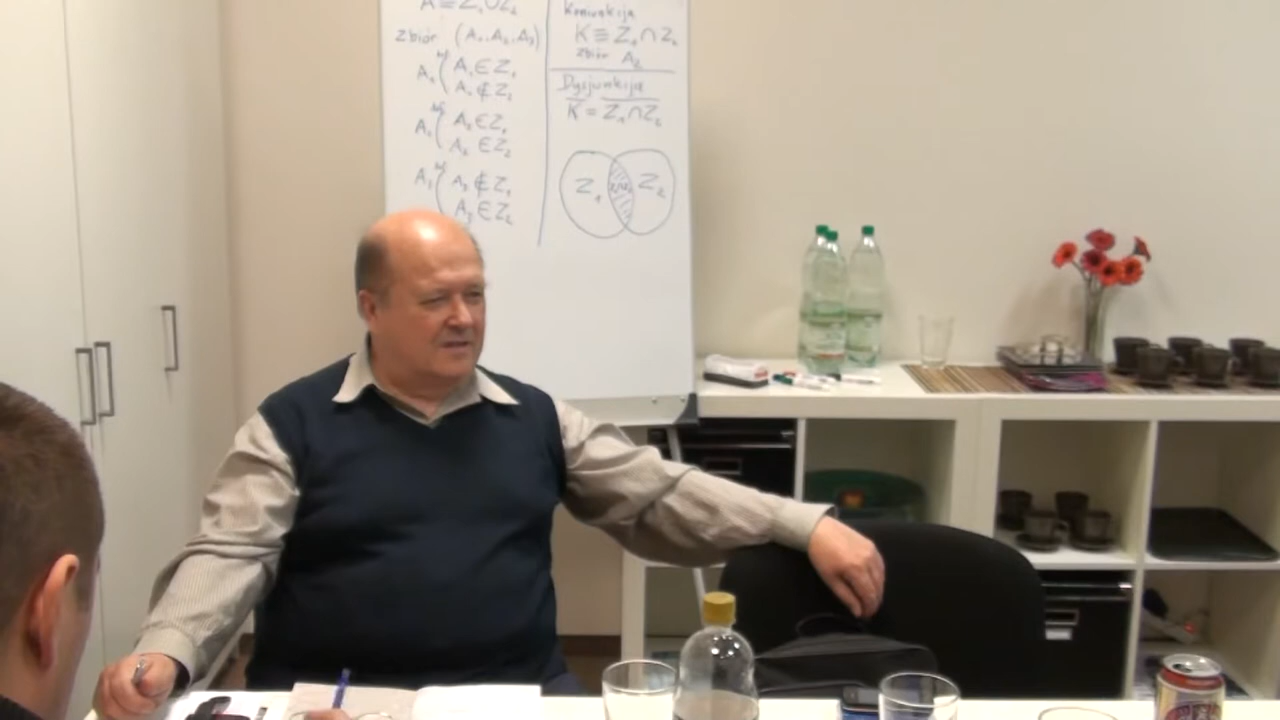 A ≡ Z₁∪Z₂
Zbiór (A₁, A₂, A₃)
A₁ ( A₁ ∈ Z₁
A₁ ∉ Z₂
A₂ ( A₂ ∈ Z₁
A₂ ∈ Z₂
A₃ ( A₃ ∉ Z₁
A₃ ∈ Z₂
Koniunkcja
K ≡ Z₁ ∩ Z₂
Zbiór A₂
Dysjunkcja
K̅ = Z₁∩Z₂
Z₁
Z₂